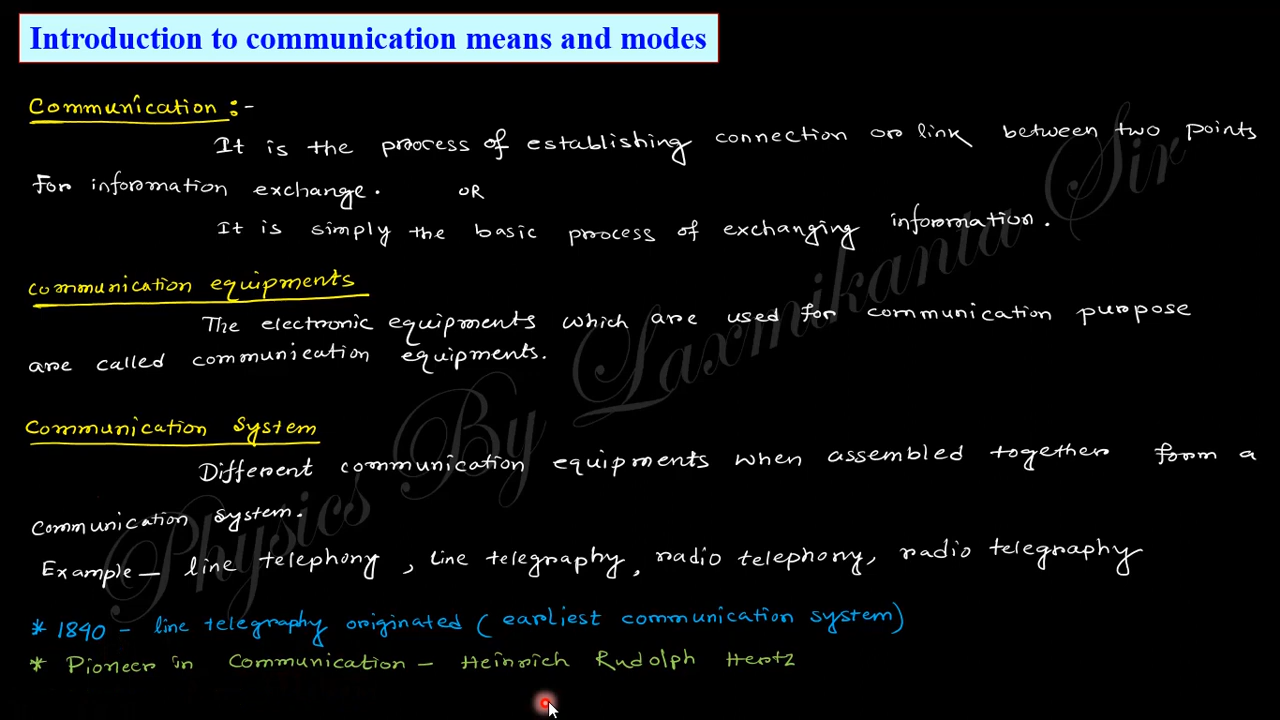 Introduction to communication means and modes
Communication :-
It is the process of establishing connection or link between two points
for information exchange. OR
It is simply the basic process of exchanging information.
communication equipments
The electronic equipments which are used for communication purpose
are called communication equipments.
Communication System
Different communication equipments when assembled together form a
communication system.
Example – line telephony, line telegraphy, radio telephony, radio telegraphy
* 1840 – line telegraphy originated (earliest communication system)
* Pioneer in Communication – Heinrich Rudolph Hertz
Physics By Laxmikanta Sir